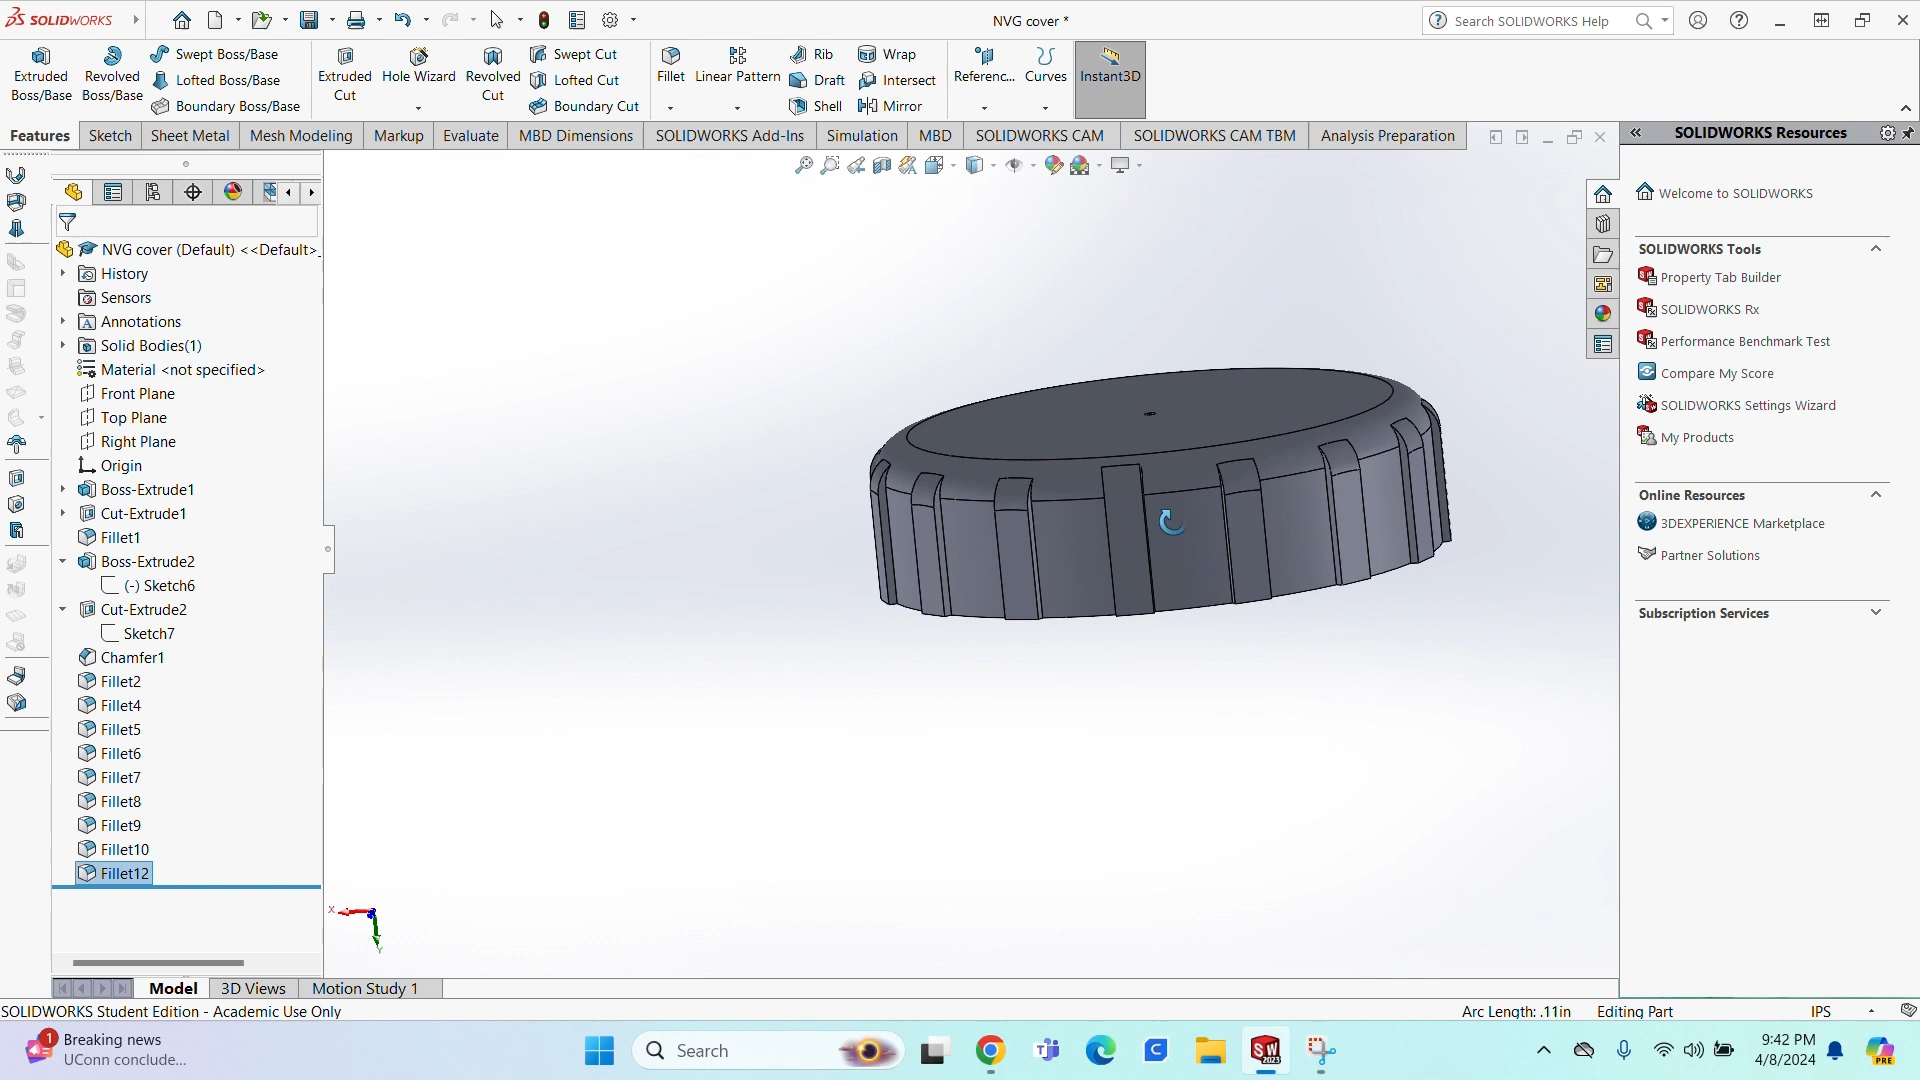 SOLIDWORKS
NVG cover *
Search SOLIDWORKS Help
Extruded Boss/Base
Revolved Boss/Base
Swept Boss/Base
Lofted Boss/Base
Boundary Boss/Base
Extruded Cut
Hole Wizard
Revolved Cut
Swept Cut
Lofted Cut
Boundary Cut
Fillet
Linear Pattern
Rib
Draft
Shell
Wrap
Intersect
Mirror
Referenc...
Curves
Instant3D
Features
Sketch
Sheet Metal
Mesh Modeling
Markup
Evaluate
MBD Dimensions
SOLIDWORKS Add-Ins
Simulation
MBD
SOLIDWORKS CAM
SOLIDWORKS CAM TBM
Analysis Preparation
SOLIDWORKS Resources
Welcome to SOLIDWORKS
SOLIDWORKS Tools
Property Tab Builder
SOLIDWORKS Rx
Performance Benchmark Test
Compare My Score
SOLIDWORKS Settings Wizard
My Products
Online Resources
3DEXPERIENCE Marketplace
Partner Solutions
Subscription Services
NVG cover (Default) <<Default>_
History
Sensors
Annotations
Solid Bodies(1)
Material <not specified>
Front Plane
Top Plane
Right Plane
Origin
Boss-Extrude1
Cut-Extrude1
Fillet1
Boss-Extrude2
(-) Sketch6
Cut-Extrude2
Sketch7
Chamfer1
Fillet2
Fillet4
Fillet5
Fillet6
Fillet7
Fillet8
Fillet9
Fillet10
Fillet12
X
Y
Model
3D Views
Motion Study 1
SOLIDWORKS Student Edition - Academic Use Only
Arc Length: .11in
Editing Part
IPS
1
Breaking news
UConn conclude...
Search
SW
2023
9:42 PM
4/8/2024
PRE